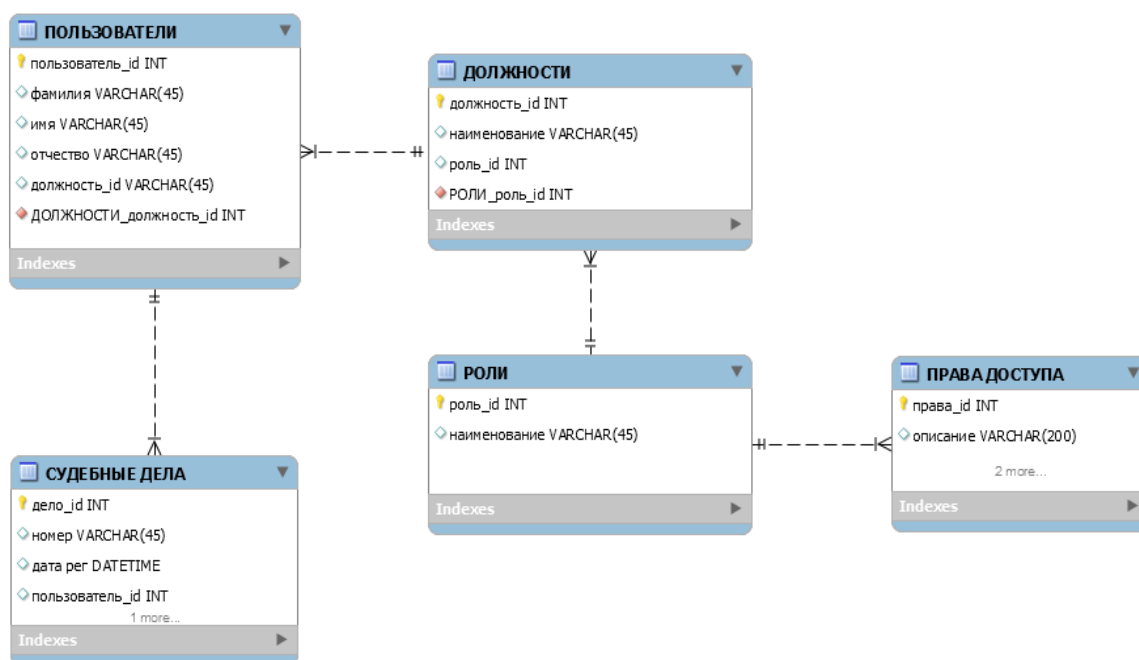 ПОЛЬЗОВАТЕЛИ
пользователь_id INT
фамилия VARCHAR(45)
имя VARCHAR(45)
отчество VARCHAR(45)
должность_id VARCHAR(45)
ДОЛЖНОСТИ_должность_id INT
Indexes
ДОЛЖНОСТИ
должность_id INT
наименование VARCHAR(45)
роль_id INT
РОЛИ_роль_id INT
Indexes
РОЛИ
роль_id INT
наименование VARCHAR(45)
Indexes
ПРАВА ДОСТУПА
права_id INT
описание VARCHAR(200)
2 more...
Indexes
СУДЕБНЫЕ ДЕЛА
дело_id INT
номер VARCHAR(45)
дата рег DATETIME
пользователь_id INT
1 more...
Indexes